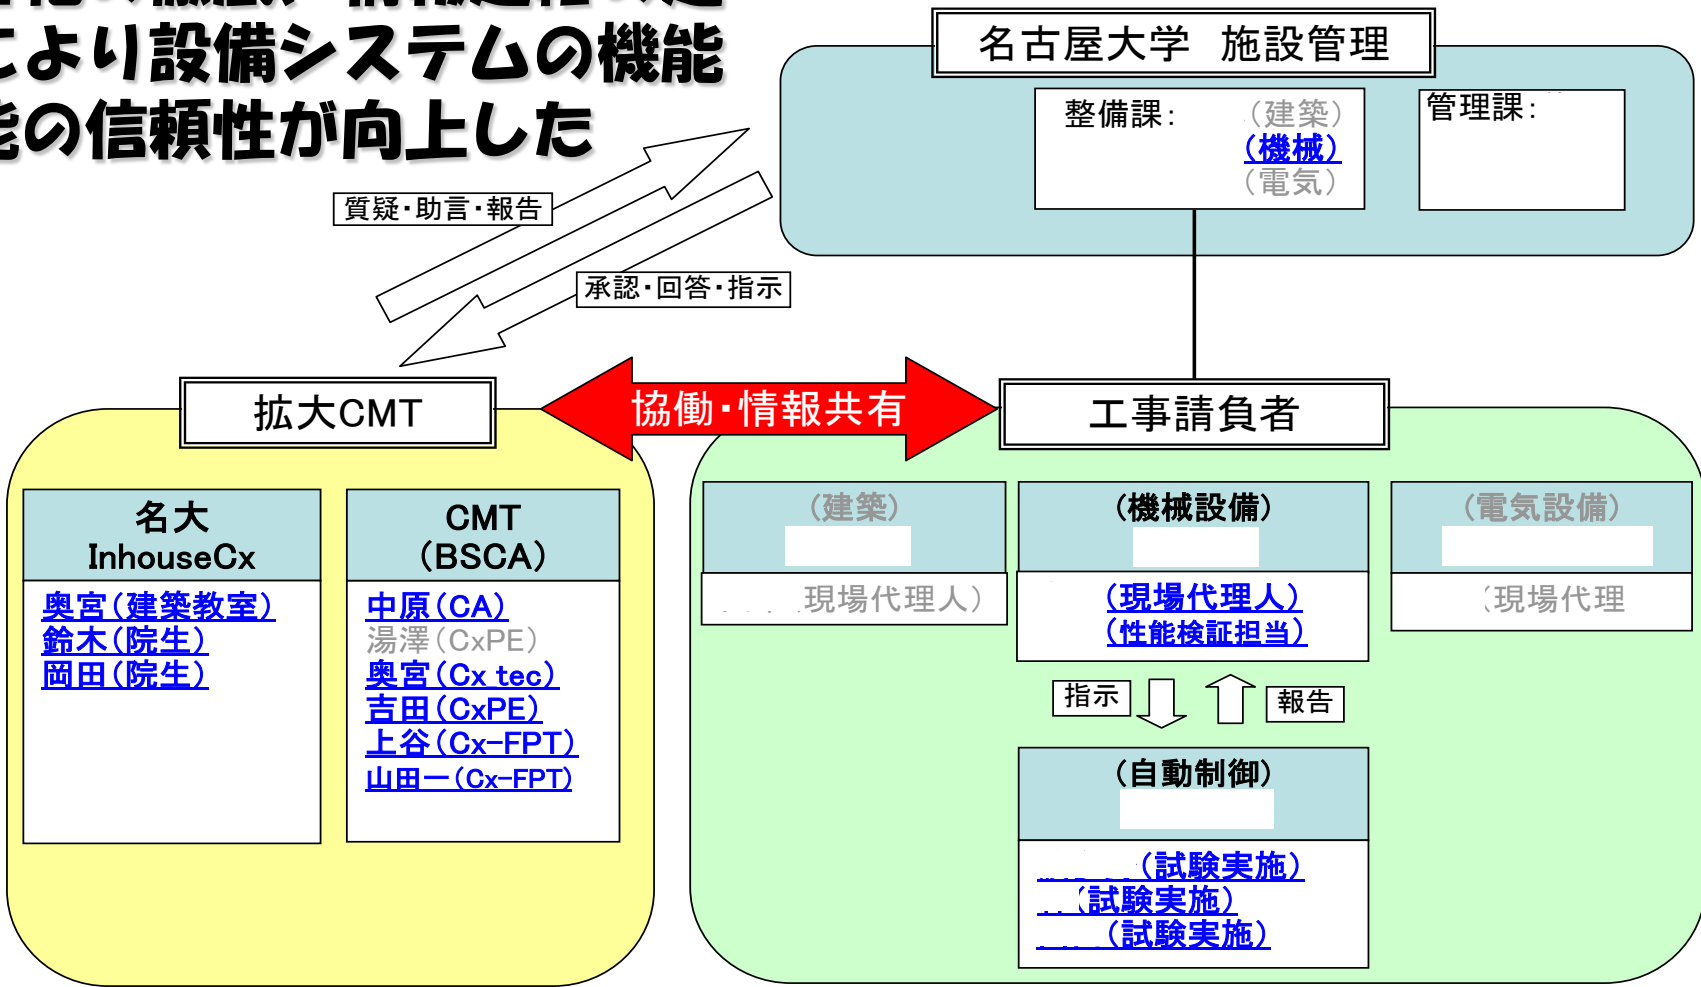 により設備システムの機能
能の信頼性が向上した
名古屋大学 施設管理
整備課: (建築)
(機械)
(電気)
管理課:
質疑・助言・報告
承認・回答・指示
拡大CMT
協働・情報共有
工事請負者
名大
InhouseCx
奥宮(建築教室)
鈴木(院生)
岡田(院生)
CMT
(BSCA)
中原(CA)
湯澤(CxPE)
奥宮(Cx tec)
吉田(CxPE)
上谷(Cx-FPT)
山田一(Cx-FPT)
(建築)
現場代理人)
(機械設備)
(現場代理人)
(性能検証担当)
(電気設備)
(現場代理
指示
報告
(自動制御)
(試験実施)
(試験実施)
(試験実施)